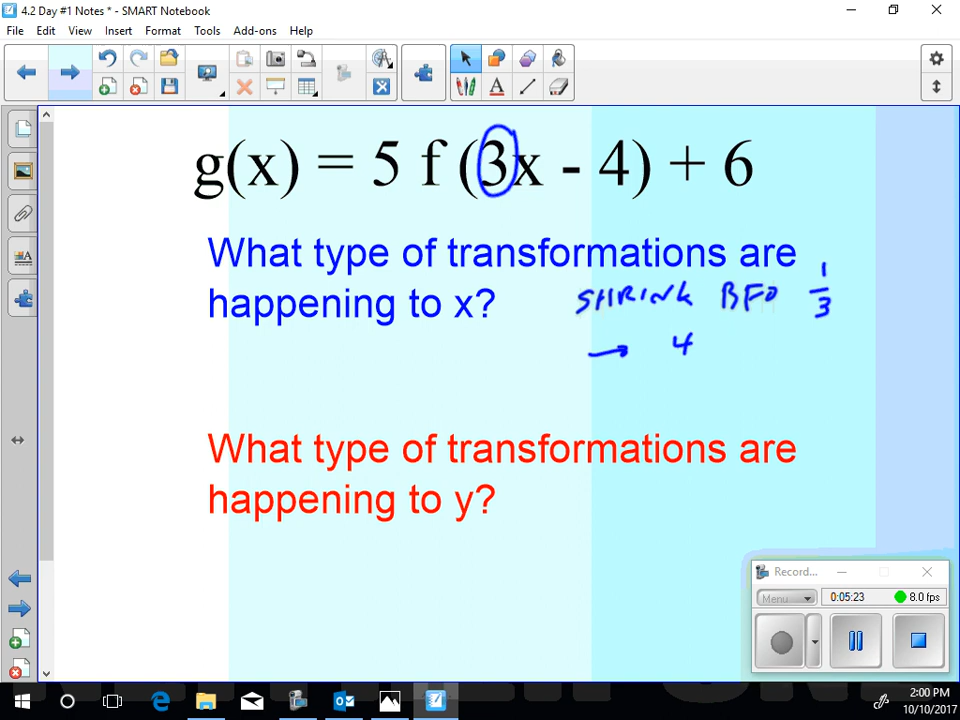 4.2 Day #1 Notes * - SMART Notebook
File Edit View Insert Format Tools Add-ons Help
g(x) = 5 f (3x - 4) + 6
What type of transformations are
happening to x? SHRINK BFO 1/3
→ 4
What type of transformations are
happening to y?
Record...
Menu 0:05:23 8.0 fps
2:00 PM
10/10/2017